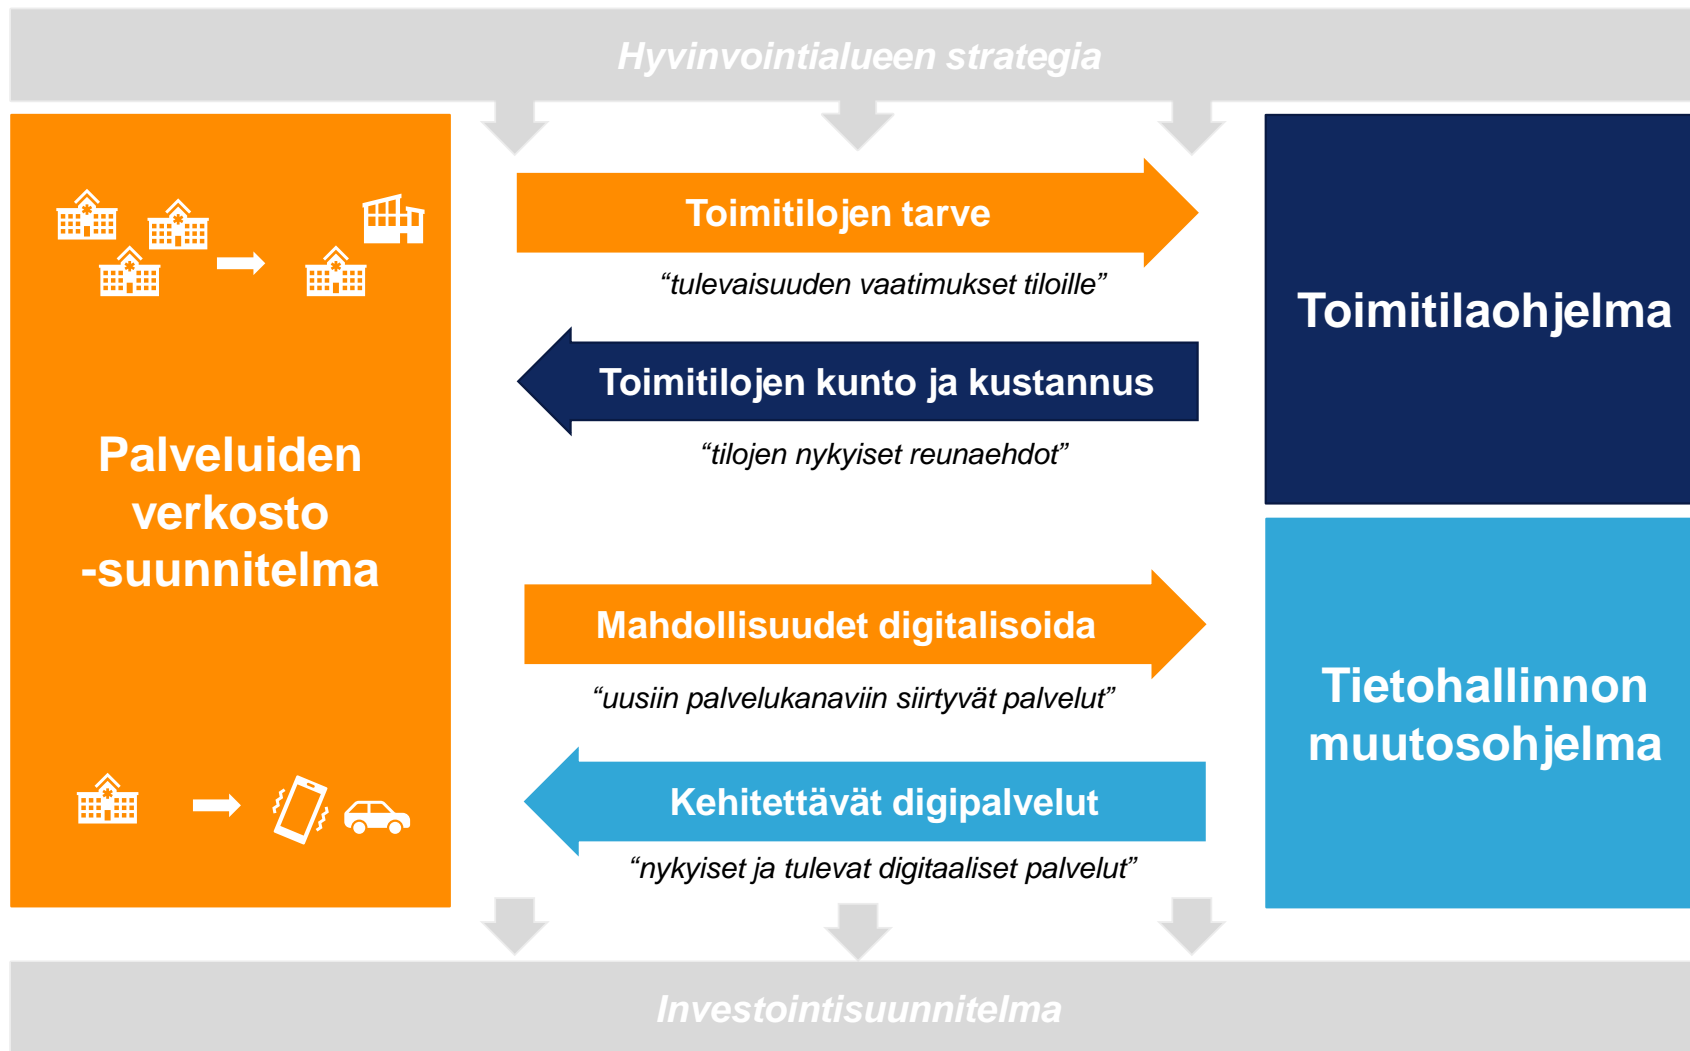 Hyvinvointialueen strategia
Palveluiden
verkosto
-suunnitelma
Toimitilojen tarve
“tulevaisuuden vaatimukset tiloille”
Toimitilojen kunto ja kustannus
“tilojen nykyiset reunaehdot”
Mahdollisuudet digitalisoida
“uusiin palvelukanaviin siirtyvät palvelut”
Kehitettävät digipalvelut
“nykyiset ja tulevat digitaaliset palvelut”
Toimitilaohjelma
Tietohallinnon
muutosohjelma
Investointisuunnitelma